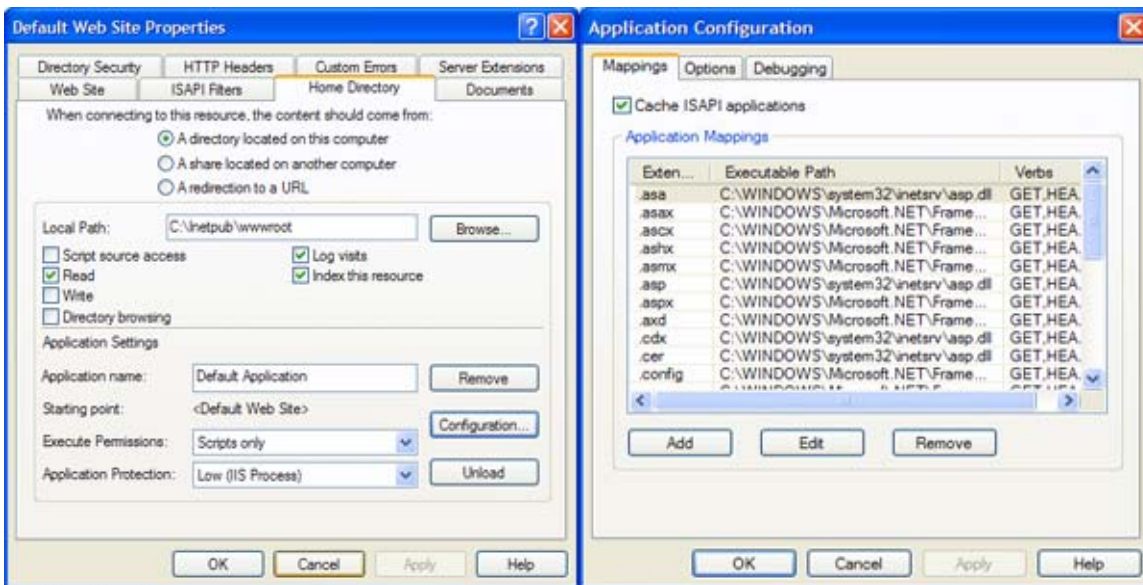 Default Web Site Properties
Directory Security HTTP Headers Custom Errors Server Extensions
Web Site ISAPI Filters Home Directory Documents
When connecting to this resource, the content should come from:
A directory located on this computer
A share located on another computer
A redirection to a URL
Local Path: C:\Inetpub\wwwroot Browse...
Script source access Log visits
Read Index this resource
Write
Directory browsing
Application Settings
Application name: Default Application Remove
Starting point: <Default Web Site>
Configuration...
Execute Permissions: Scripts only
Application Protection: Low (IIS Process) Unload
OK Cancel Apply Help
Application Configuration
Mappings Options Debugging
Cache ISAPI applications
Application Mappings
Exten... Executable Path Verbs
.asa C:\WINDOWS\system32\inetsrv\asp.dll GET,HEA
.asax C:\WINDOWS\Microsoft.NET\Frame... GET,HEA
.ascx C:\WINDOWS\Microsoft.NET\Frame... GET,HEA
.ashx C:\WINDOWS\Microsoft.NET\Frame... GET,HEA
.asmx C:\WINDOWS\Microsoft.NET\Frame... GET,HEA
.asp C:\WINDOWS\system32\inetsrv\asp.dll GET,HEA
.aspx C:\WINDOWS\Microsoft.NET\Frame... GET,HEA
.axd C:\WINDOWS\Microsoft.NET\Frame... GET,HEA
.cdx C:\WINDOWS\system32\inetsrv\asp.dll GET,HEA
.cer C:\WINDOWS\system32\inetsrv\asp.dll GET,HEA
.config C:\WINDOWS\Microsoft.NET\Frame... GET,HEA
Add Edit Remove
OK Cancel Apply Help